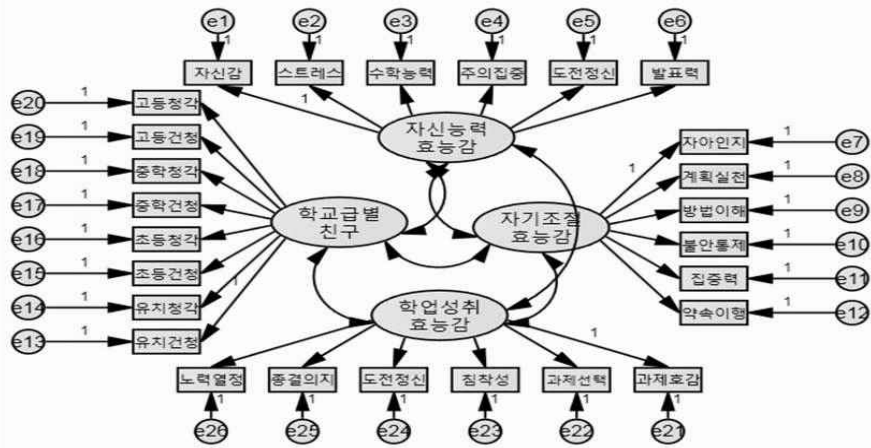 e1 e2 e3 e4 e5 e6
1 1 1 1 1 1
자신감 스트레스 수학능력 주의집중 도전정신 발표력
1
자신능력
효능감
e20 1 고등청각
e19 1 고등건청
e18 1 중학청각
e17 1 중학건청
e16 1 초등청각
e15 1 초등건청
e14 1 유치청각
e13 1 유치건청
1
학교급별
친구
자기조절
효능감
1
자아인지 1 e7
계획실천 1 e8
방법이해 1 e9
불안통제 1 e10
집중력 1 e11
약속이행 1 e12
학업성취
효능감
1
노력열정 종결의지 도전정신 침착성 과제선택 과제호감
1 1 1 1 1 1
e26 e25 e24 e23 e22 e21